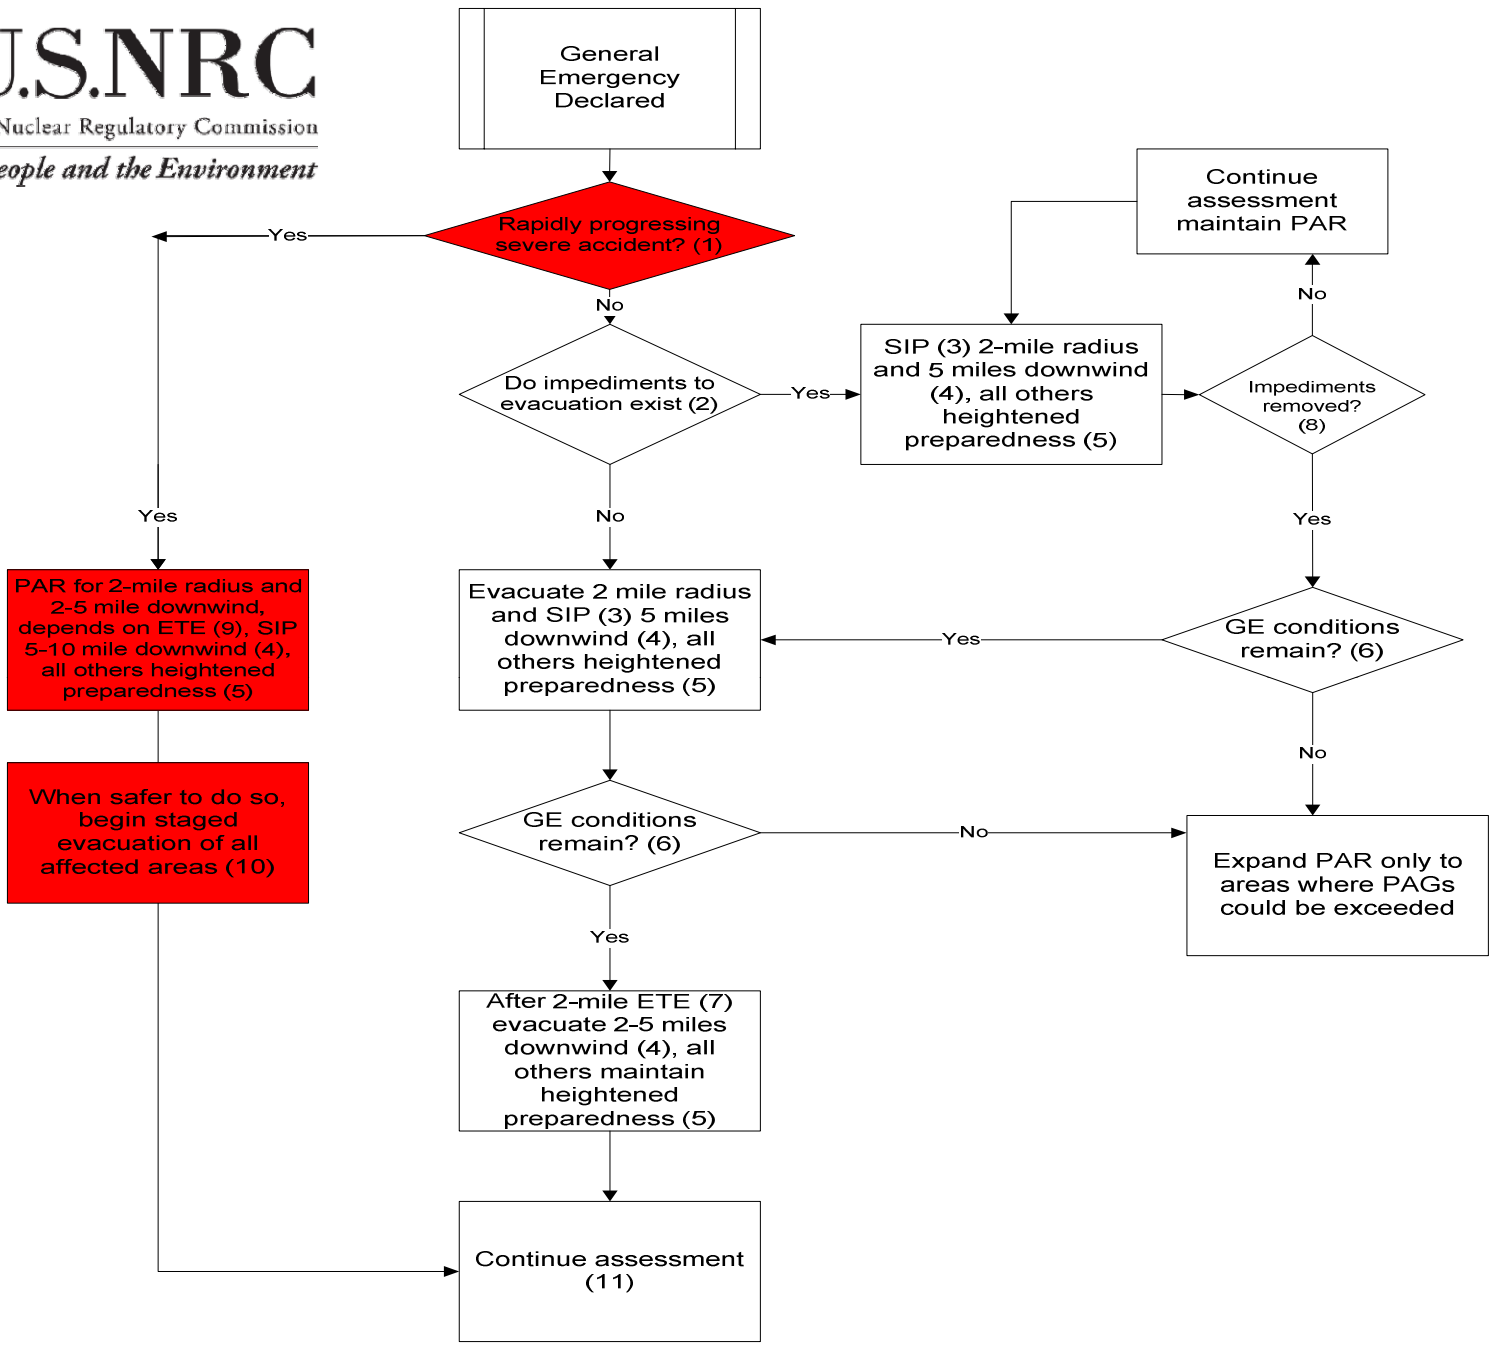 U.S.NRC
Nuclear Regulatory Commission
People and the Environment
General
Emergency
Declared
Rapidly progressing
severe accident? (1)
Yes
No
Continue
assessment
maintain PAR
No
Do impediments to
evacuation exist (2)
Yes
SIP (3) 2-mile radius
and 5 miles downwind
(4), all others
heightened
preparedness (5)
Impediments
removed?
(8)
Yes
No
Yes
PAR for 2-mile radius and
2-5 mile downwind,
depends on ETE (9), SIP
5-10 mile downwind (4),
all others heightened
preparedness (5)
Evacuate 2 mile radius
and SIP (3) 5 miles
downwind (4), all
others heightened
preparedness (5)
Yes
GE conditions
remain? (6)
No
When safer to do so,
begin staged
evacuation of all
affected areas (10)
GE conditions
remain? (6)
No
Expand PAR only to
areas where PAGs
could be exceeded
Yes
After 2-mile ETE (7)
evacuate 2-5 miles
downwind (4), all
others maintain
heightened
preparedness (5)
Continue assessment
(11)